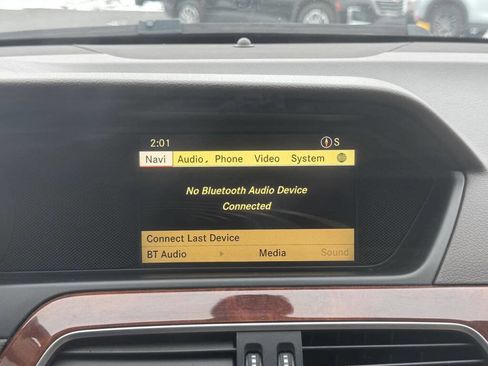 2:01 S
Navi Audio Phone Video System
No Bluetooth Audio Device
Connected
Connect Last Device
BT Audio Media Sound